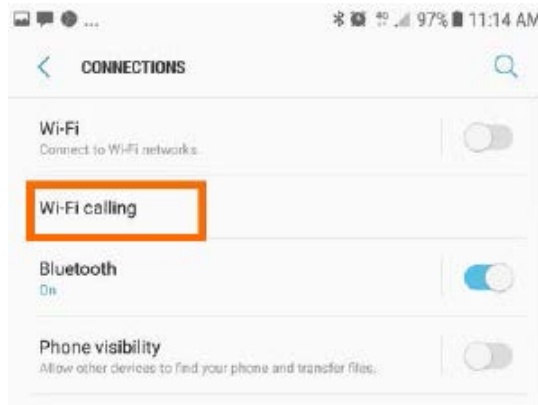 ... 97% 11:14 AM
CONNECTIONS
Wi-Fi
Connect to Wi-Fi networks.
Wi-Fi calling
Bluetooth
On
Phone visibility
Allow other devices to find your phone and transfer files.